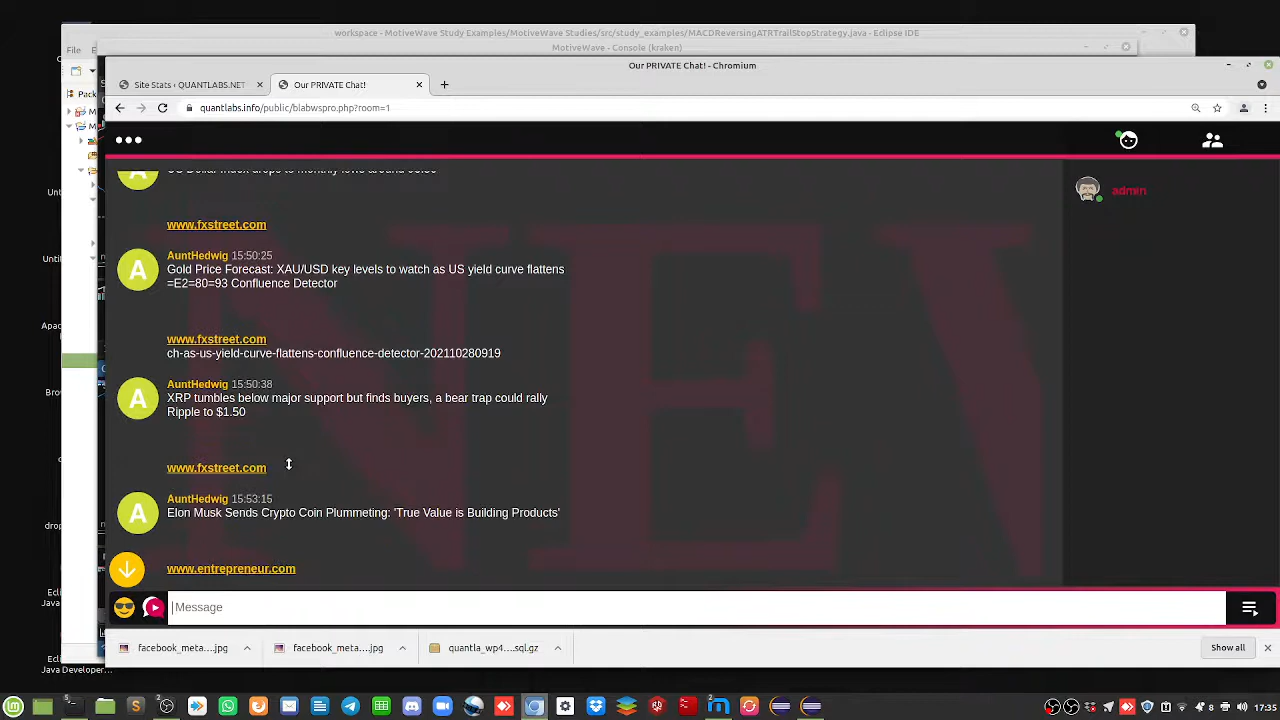 workspace - MotiveWave Study Examples/MotiveWave Studies/src/study_examples/MACDReversingATRTrailStopStrategy.java - Eclipse IDE
File
MotiveWave - Console (kraken)
Our PRIVATE Chat! - Chromium
Site Stats ‹ QUANTLABS.NET
Our PRIVATE Chat!
quantlabs.info/public/blabwspro.php?room=1
admin
www.fxstreet.com
AuntHedwig 15:50:25
Gold Price Forecast: XAU/USD key levels to watch as US yield curve flattens
=E2=80=93 Confluence Detector
www.fxstreet.com
ch-as-us-yield-curve-flattens-confluence-detector-202110280919
AuntHedwig 15:50:38
XRP tumbles below major support but finds buyers, a bear trap could rally
Ripple to $1.50
www.fxstreet.com
AuntHedwig 15:53:15
Elon Musk Sends Crypto Coin Plummeting: 'True Value is Building Products'
www.entrepreneur.com
Message
facebook_meta....jpg
facebook_meta....jpg
quantla_wp4....sql.gz
Show all
Java Developer...
17:35